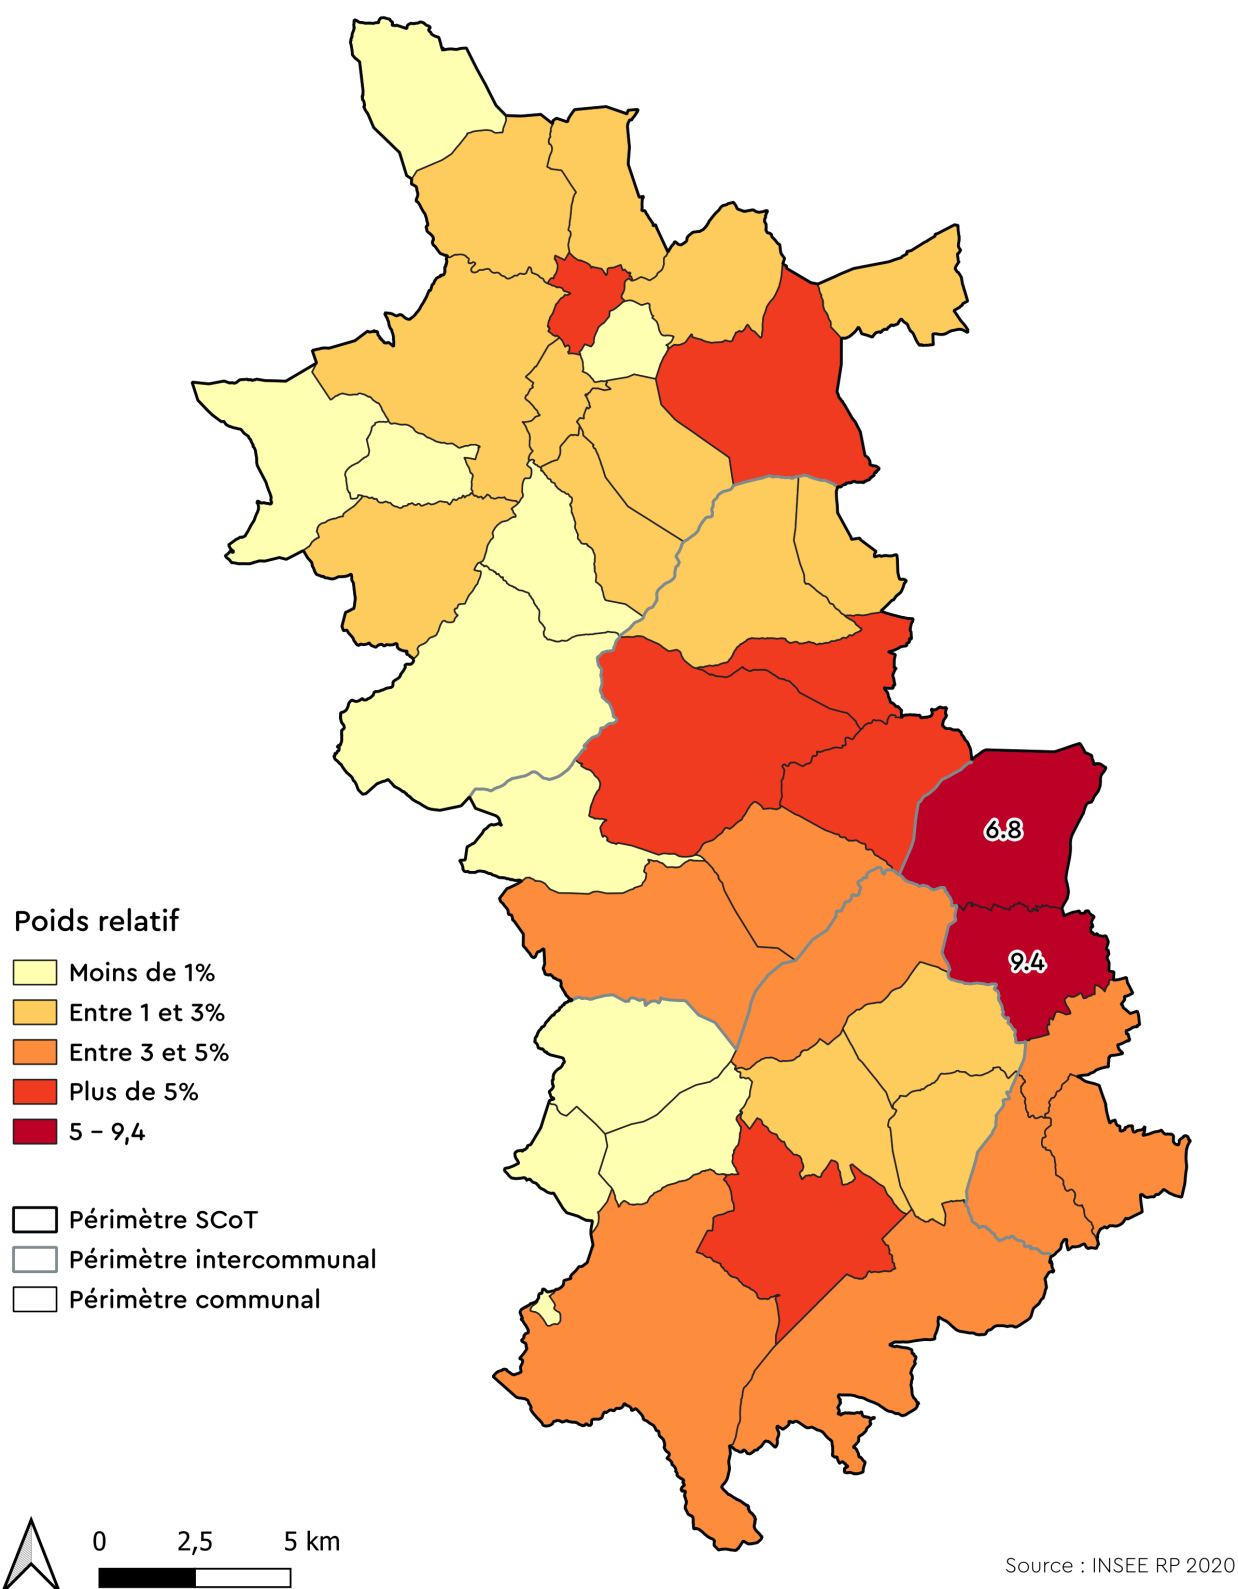 6.8
9.4
Poids relatif
Moins de 1%
Entre 1 et 3%
Entre 3 et 5%
Plus de 5%
5 – 9,4
Périmètre SCoT
Périmètre intercommunal
Périmètre communal
0 2,5 5 km
Source : INSEE RP 2020